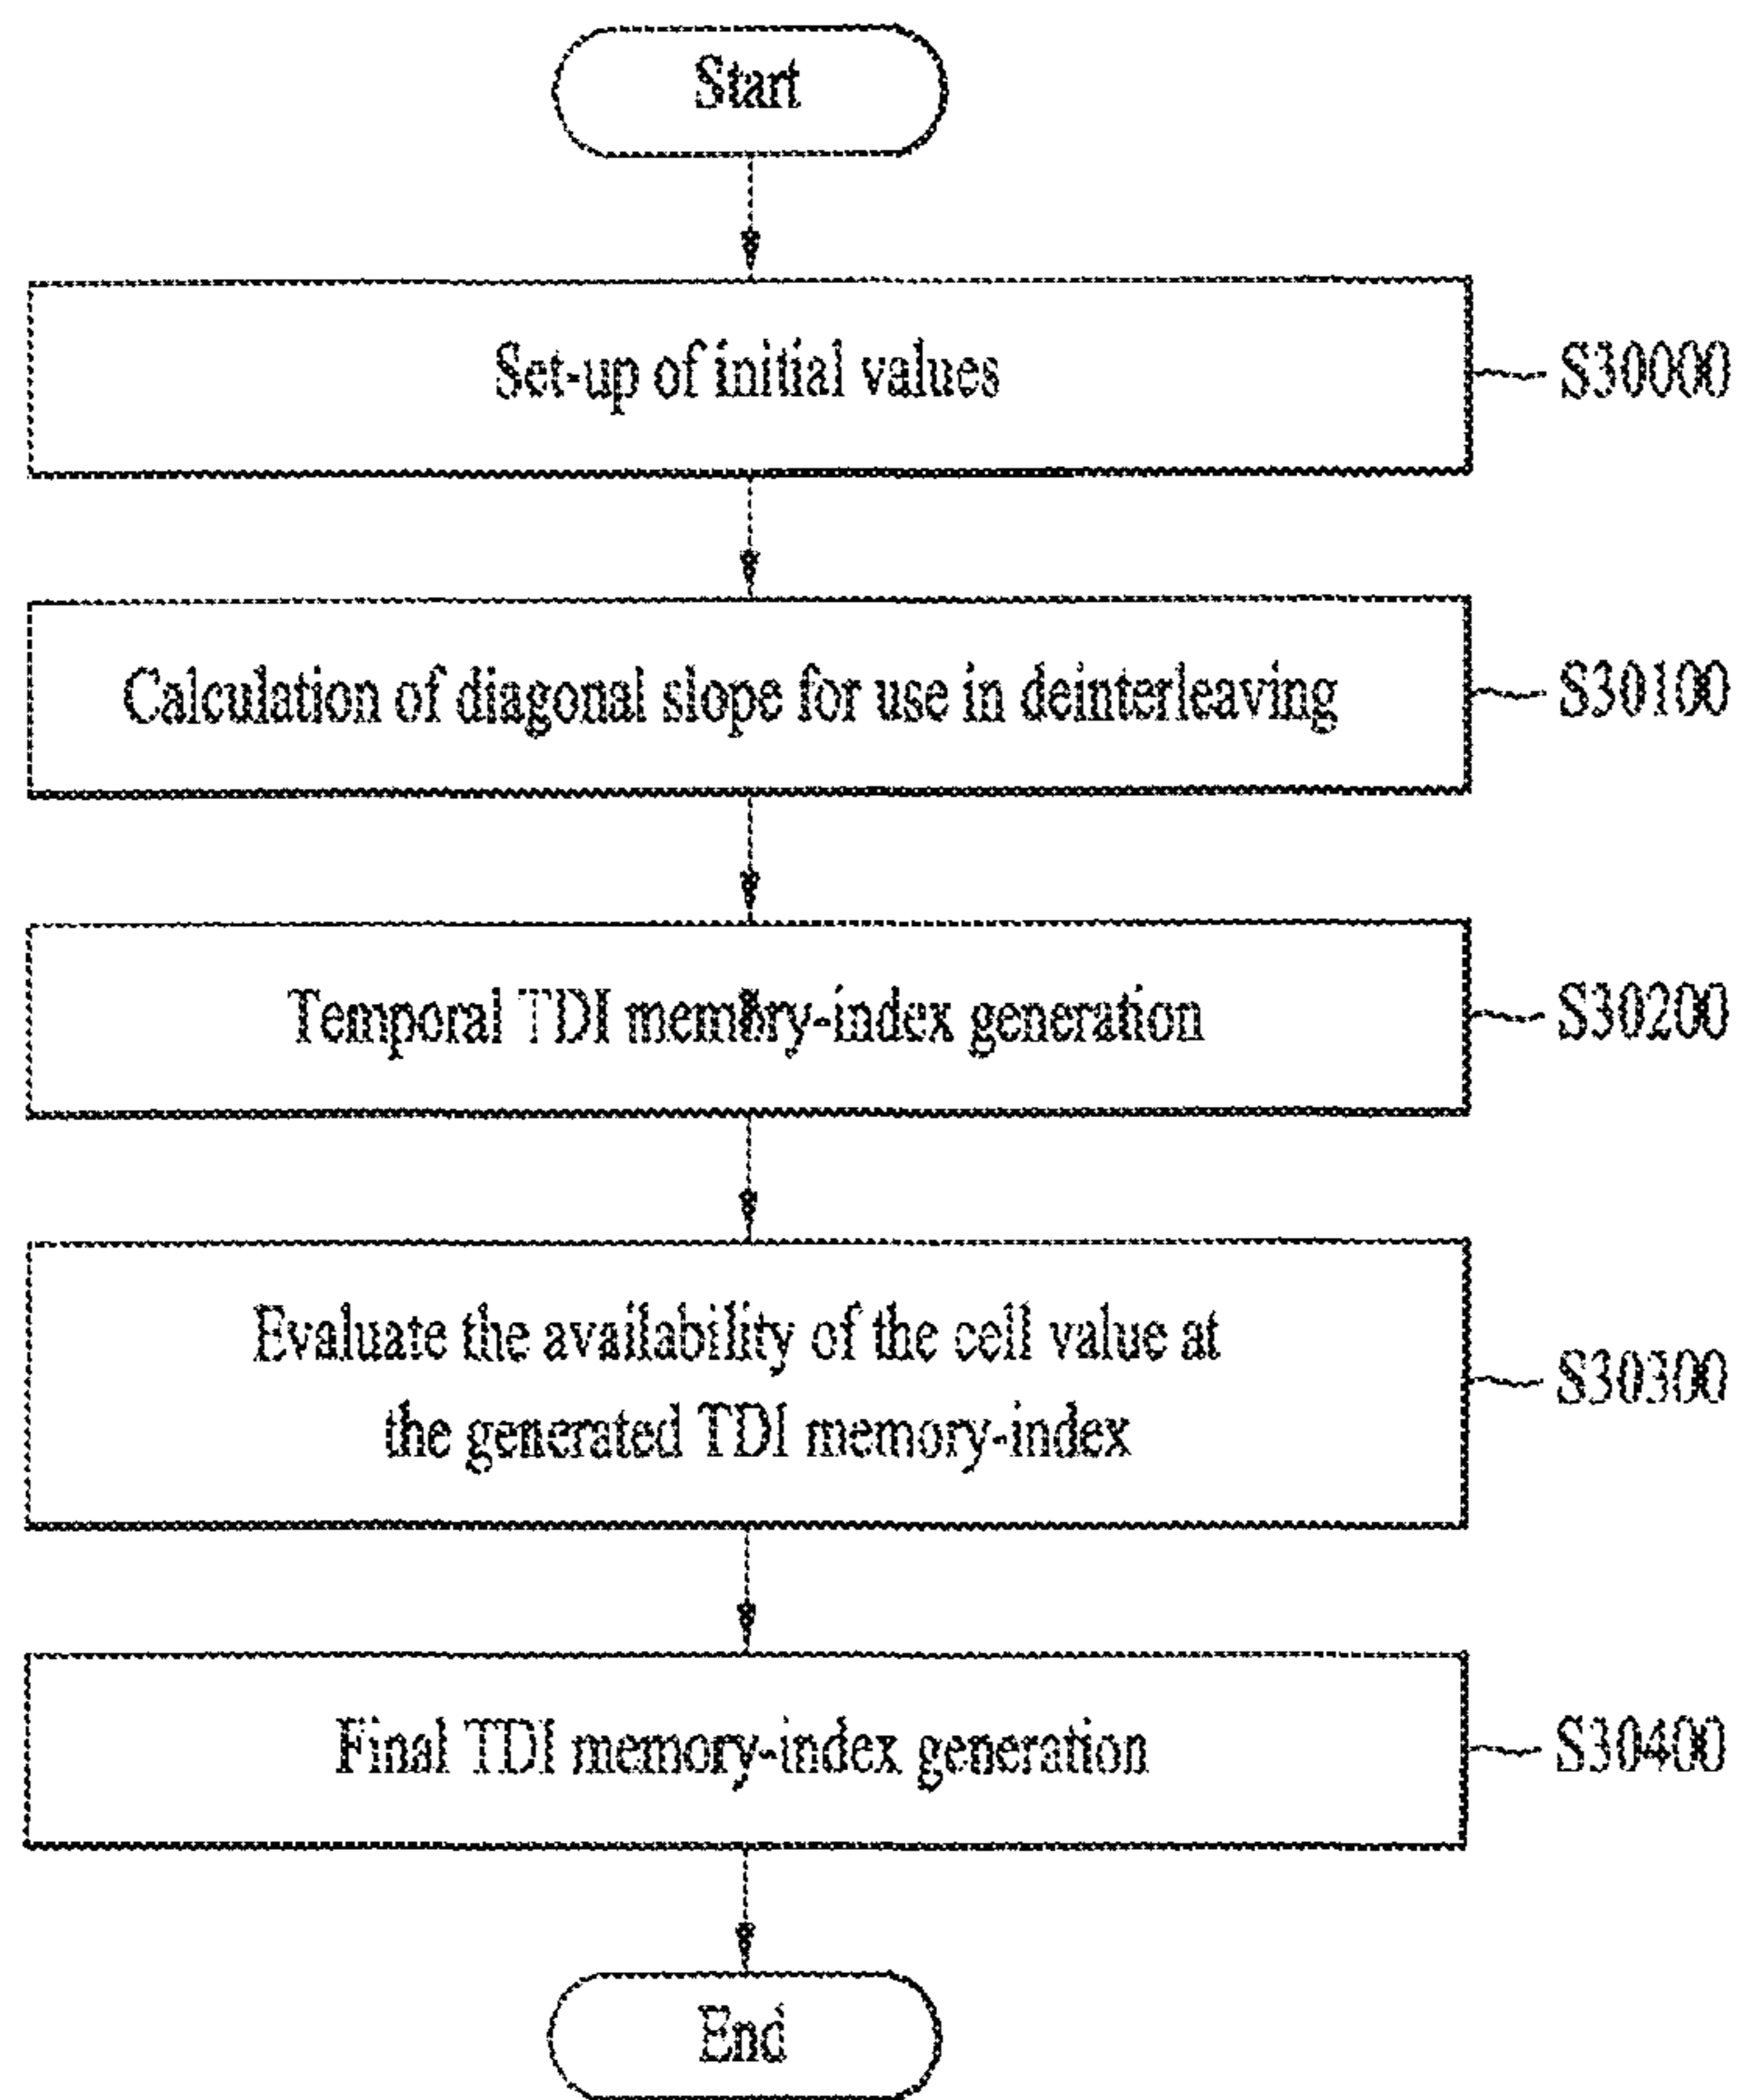 Start
Set-up of initial values
S30000
Calculation of diagonal slope for use in deinterleaving
S30100
Temporal TDI memory-index generation
S30200
Evaluate the availability of the cell value at
the generated TDI memory-index
S30300
Final TDI memory-index generation
S30400
End